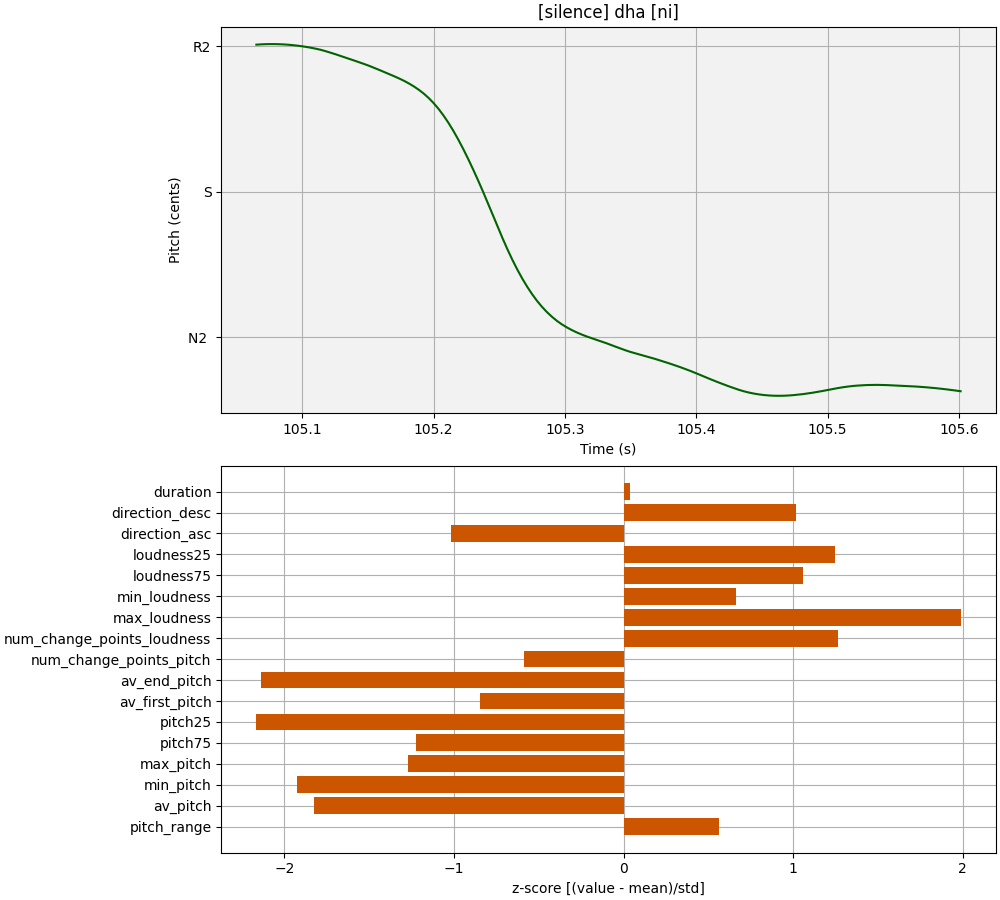 [silence] dha [ni]
R2
S
N2
Pitch (cents)
105.1 105.2 105.3 105.4 105.5 105.6
Time (s)
duration
direction_desc
direction_asc
loudness25
loudness75
min_loudness
max_loudness
num_change_points_loudness
num_change_points_pitch
av_end_pitch
av_first_pitch
pitch25
pitch75
max_pitch
min_pitch
av_pitch
pitch_range
−2 −1 0 1 2
z-score [(value - mean)/std]